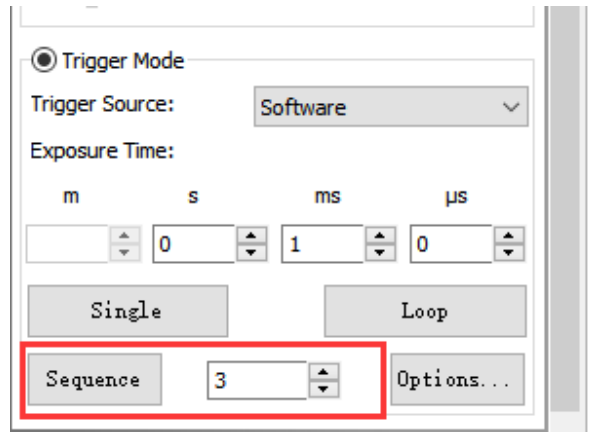 Trigger Mode
Trigger Source: Software
Exposure Time:
m s ms µs
0 1 0
Single Loop
Sequence 3 Options...